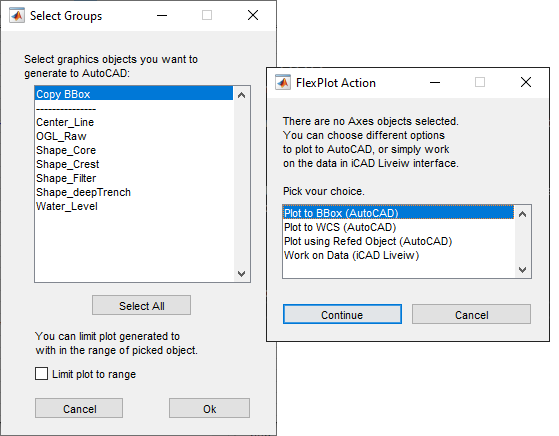 Select Groups
Select graphics objects you want to
generate to AutoCAD:
Copy BBox
---------------
Center_Line
OGL_Raw
Shape_Core
Shape_Crest
Shape_Filter
Shape_deepTrench
Water_Level
Select All
You can limit plot generated to
with in the range of picked object.
Limit plot to range
Cancel
Ok
FlexPlot Action
There are no Axes objects selected.
You can choose different options
to plot to AutoCAD, or simply work
on the data in iCAD Liveiw interface.
Pick your choice.
Plot to BBox (AutoCAD)
Plot to WCS (AutoCAD)
Plot using Refed Object (AutoCAD)
Work on Data (iCAD Liveiw)
Continue
Cancel